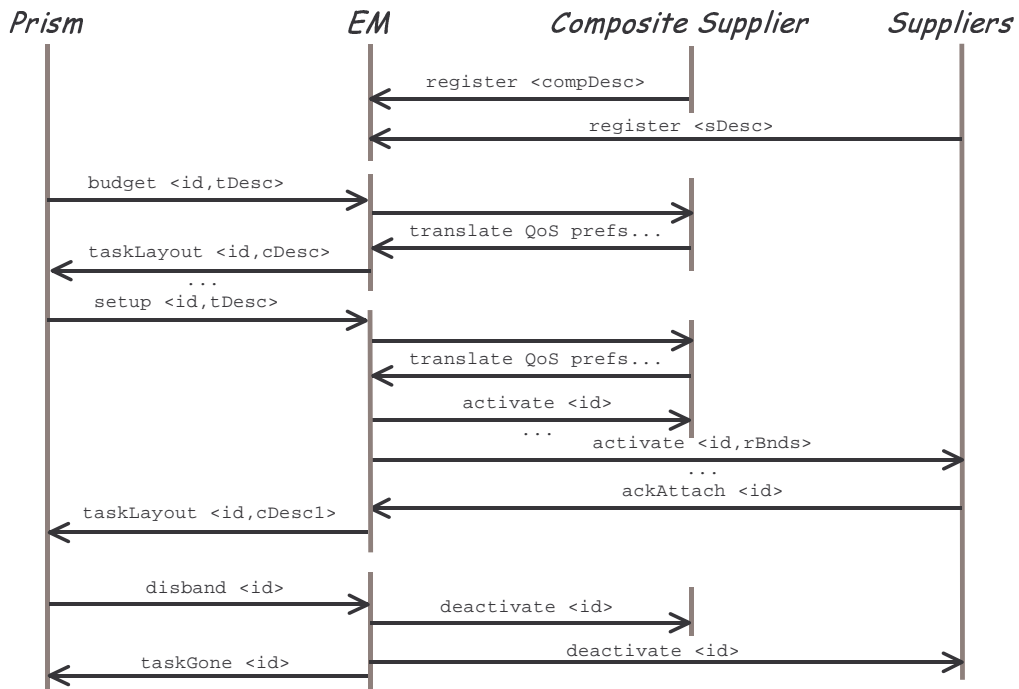 Prism EM Composite Supplier Suppliers
register <compDesc>
register <sDesc>
budget <id,tDesc>
translate QoS prefs...
taskLayout <id,cDesc>
...
setup <id,tDesc>
translate QoS prefs...
activate <id>
...
activate <id,rBnds>
...
ackAttach <id>
taskLayout <id,cDesc1>
disband <id>
deactivate <id>
deactivate <id>
taskGone <id>